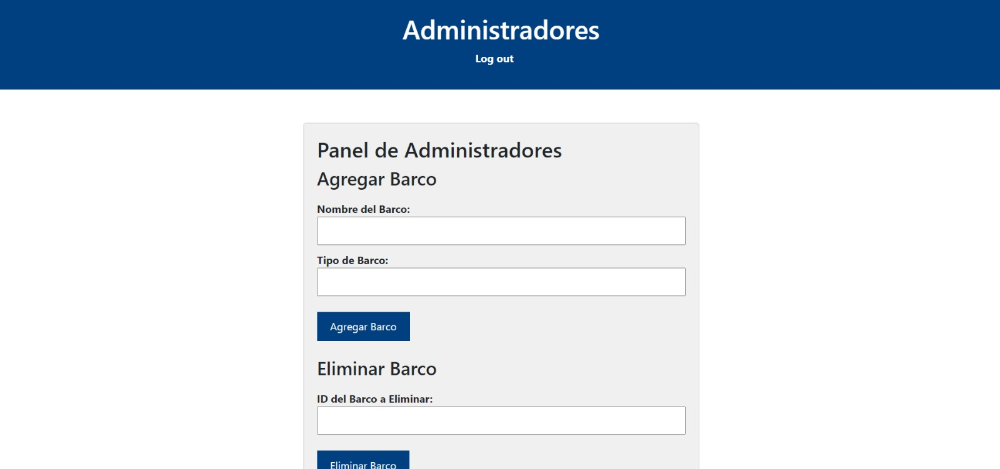 Administradores
Log out
Panel de Administradores
Agregar Barco
Nombre del Barco:
Tipo de Barco:
Agregar Barco
Eliminar Barco
ID del Barco a Eliminar:
Eliminar Barco